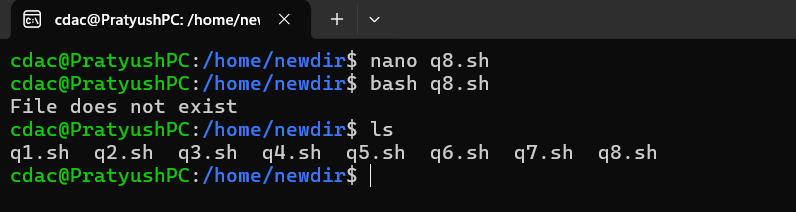 cdac@PratyushPC: /home/new
cdac@PratyushPC:/home/newdir$ nano q8.sh
cdac@PratyushPC:/home/newdir$ bash q8.sh
File does not exist
cdac@PratyushPC:/home/newdir$ ls
q1.sh  q2.sh  q3.sh  q4.sh  q5.sh  q6.sh  q7.sh  q8.sh
cdac@PratyushPC:/home/newdir$